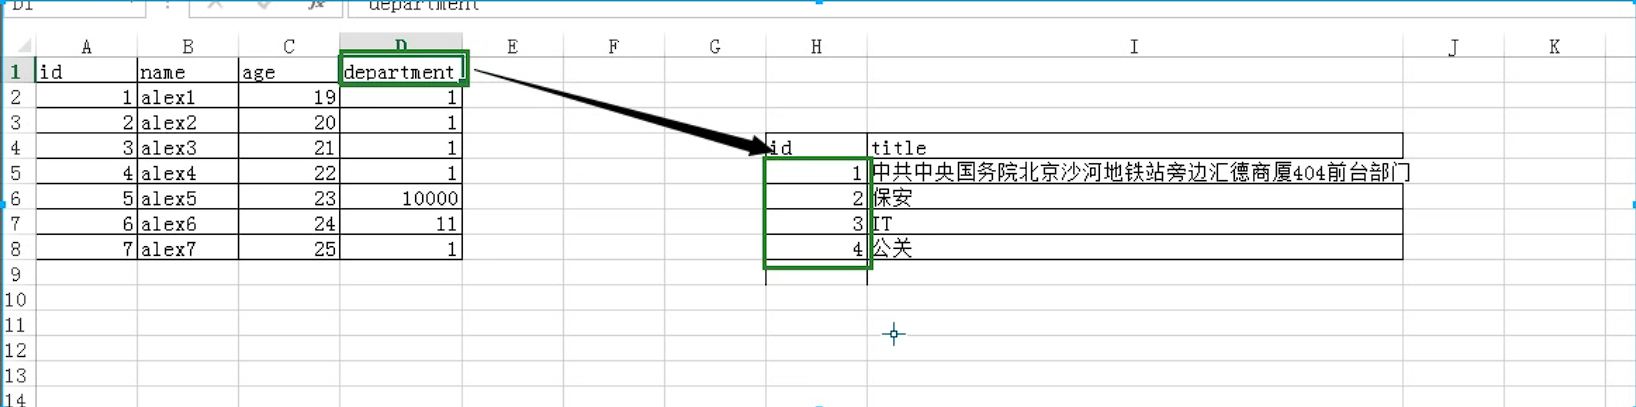 D1 department
A B C D E F G H I J K
1 id name age department
2 1 alex1 19 1
3 2 alex2 20 1
4 3 alex3 21 1 id title
5 4 alex4 22 1 1 中共中央国务院北京沙河地铁站旁边汇德商厦404前台部门
6 5 alex5 23 10000 2 保安
7 6 alex6 24 11 3 IT
8 7 alex7 25 1 4 公关
9
10
11
12
13
14